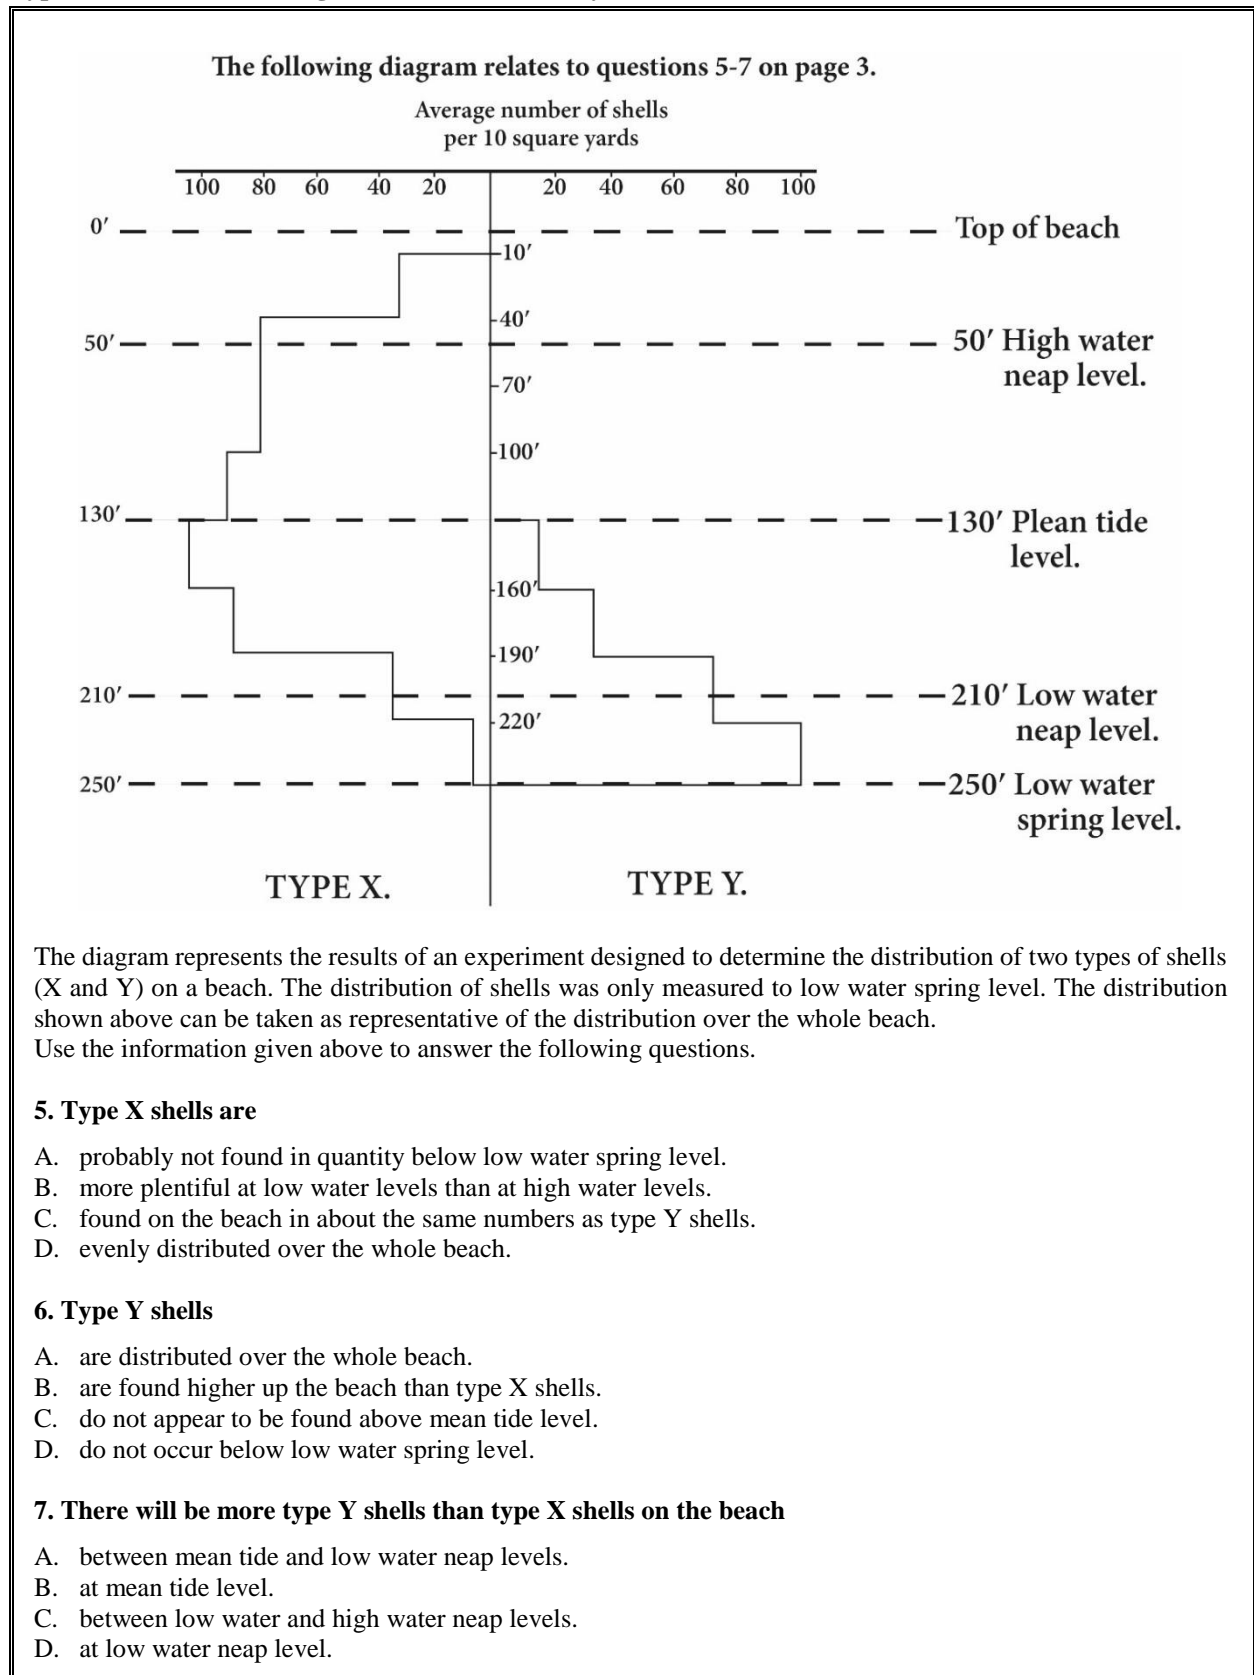 The following diagram relates to questions 5-7 on page 3.
Average number of shells
per 10 square yards
100 80 60 40 20 20 40 60 80 100
0′ Top of beach
10′
40′
50′ 50′ High water
neap level.
70′
100′
130′ 130′ Plean tide
level.
160′
190′
210′ 210′ Low water
neap level.
220′
250′ 250′ Low water
spring level.
TYPE X. TYPE Y.
The diagram represents the results of an experiment designed to determine the distribution of two types of shells
(X and Y) on a beach. The distribution of shells was only measured to low water spring level. The distribution
shown above can be taken as representative of the distribution over the whole beach.
Use the information given above to answer the following questions.
5. Type X shells are
A. probably not found in quantity below low water spring level.
B. more plentiful at low water levels than at high water levels.
C. found on the beach in about the same numbers as type Y shells.
D. evenly distributed over the whole beach.
6. Type Y shells
A. are distributed over the whole beach.
B. are found higher up the beach than type X shells.
C. do not appear to be found above mean tide level.
D. do not occur below low water spring level.
7. There will be more type Y shells than type X shells on the beach
A. between mean tide and low water neap levels.
B. at mean tide level.
C. between low water and high water neap levels.
D. at low water neap level.